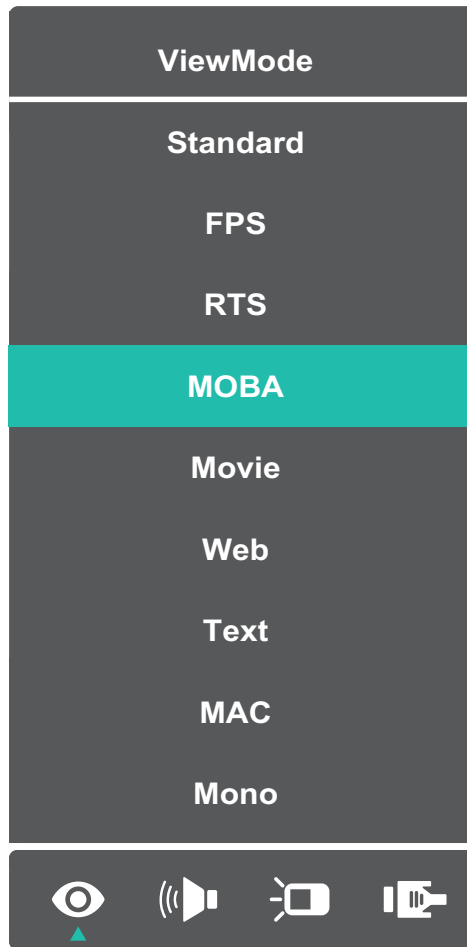 ViewMode
Standard
FPS
RTS
MOBA
Movie
Web
Text
MAC
Mono